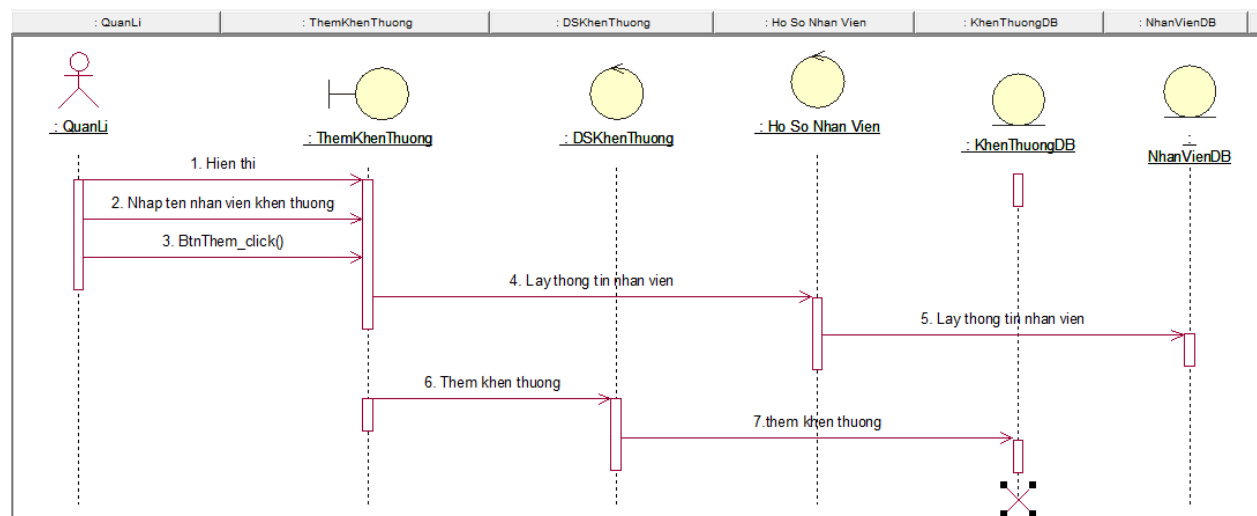 : QuanLi
: ThemKhenThuong
: DSKhenThuong
: Ho So Nhan Vien
: KhenThuongDB
: NhanVienDB
: QuanLi
: ThemKhenThuong
: DSKhenThuong
: Ho So Nhan Vien
: KhenThuongDB
:
NhanVienDB
1. Hien thi
2. Nhap ten nhan vien khen thuong
3. BtnThem_click()
4. Lay thong tin nhan vien
5. Lay thong tin nhan vien
6. Them khen thuong
7.them khen thuong